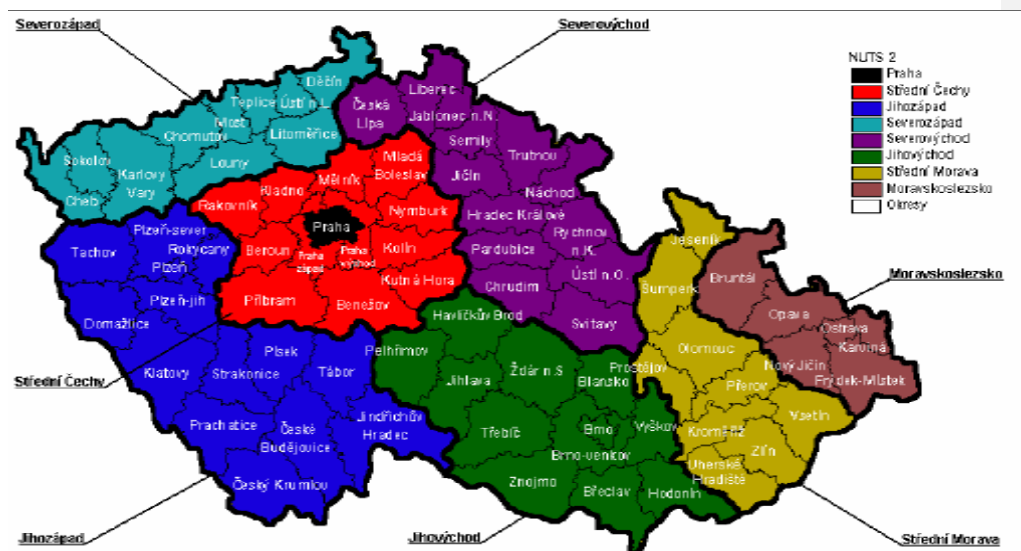 Severozápad
Severovýchod
NUTS 2
Praha
Střední Čechy
Jihozápad
Severozápad
Severovýchod
Jihovýchod
Střední Morava
Moravskoslezsko
Okresy
Děčín
Teplice
Ústí n.L.
Most
Chomutov
Litoměřice
Louny
Sokolov
Karlovy
Vary
Cheb
Česká
Lípa
Liberec
Jablonec n.N.
Semily
Trutnov
Jičín
Náchod
Hradec Králové
Rychnov
n.K.
Pardubice
Ústí n.O.
Chrudim
Svitavy
Mladá
Boleslav
Mělník
Kladno
Rakovník
Nymburk
Praha
Beroun
Praha
západ
Praha
východ
Kolín
Kutná Hora
Příbram
Benešov
Tachov
Plzeň-sever
Rokycany
Plzeň
Plzeň-jih
Domažlice
Klatovy
Písek
Strakonice
Tábor
Prachatice
České
Budějovice
Jindřichův
Hradec
Český Krumlov
Havlíčkův Brod
Pelhřimov
Jihlava
Žďár n.S
Blansko
Třebíč
Brno
Vyškov
Brno-venkov
Znojmo
Břeclav
Hodonín
Jeseník
Šumperk
Olomouc
Prostějov
Přerov
Vsetín
Kroměříž
Zlín
Uherské
Hradiště
Bruntál
Opava
Ostrava
Karviná
Nový Jičín
Frýdek-Místek
Moravskoslezsko
Střední Čechy
Jihozápad
Jihovýchod
Střední Morava